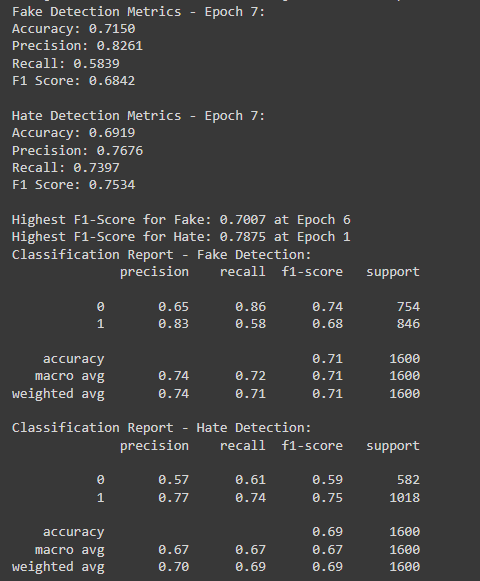 Fake Detection Metrics - Epoch 7:
Accuracy: 0.7150
Precision: 0.8261
Recall: 0.5839
F1 Score: 0.6842
Hate Detection Metrics - Epoch 7:
Accuracy: 0.6919
Precision: 0.7676
Recall: 0.7397
F1 Score: 0.7534
Highest F1-Score for Fake: 0.7007 at Epoch 6
Highest F1-Score for Hate: 0.7875 at Epoch 1
Classification Report - Fake Detection:
precision recall f1-score support
0 0.65 0.86 0.74 754
1 0.83 0.58 0.68 846
accuracy 0.71 1600
macro avg 0.74 0.72 0.71 1600
weighted avg 0.74 0.71 0.71 1600
Classification Report - Hate Detection:
precision recall f1-score support
0 0.57 0.61 0.59 582
1 0.77 0.74 0.75 1018
accuracy 0.69 1600
macro avg 0.67 0.67 0.67 1600
weighted avg 0.70 0.69 0.69 1600